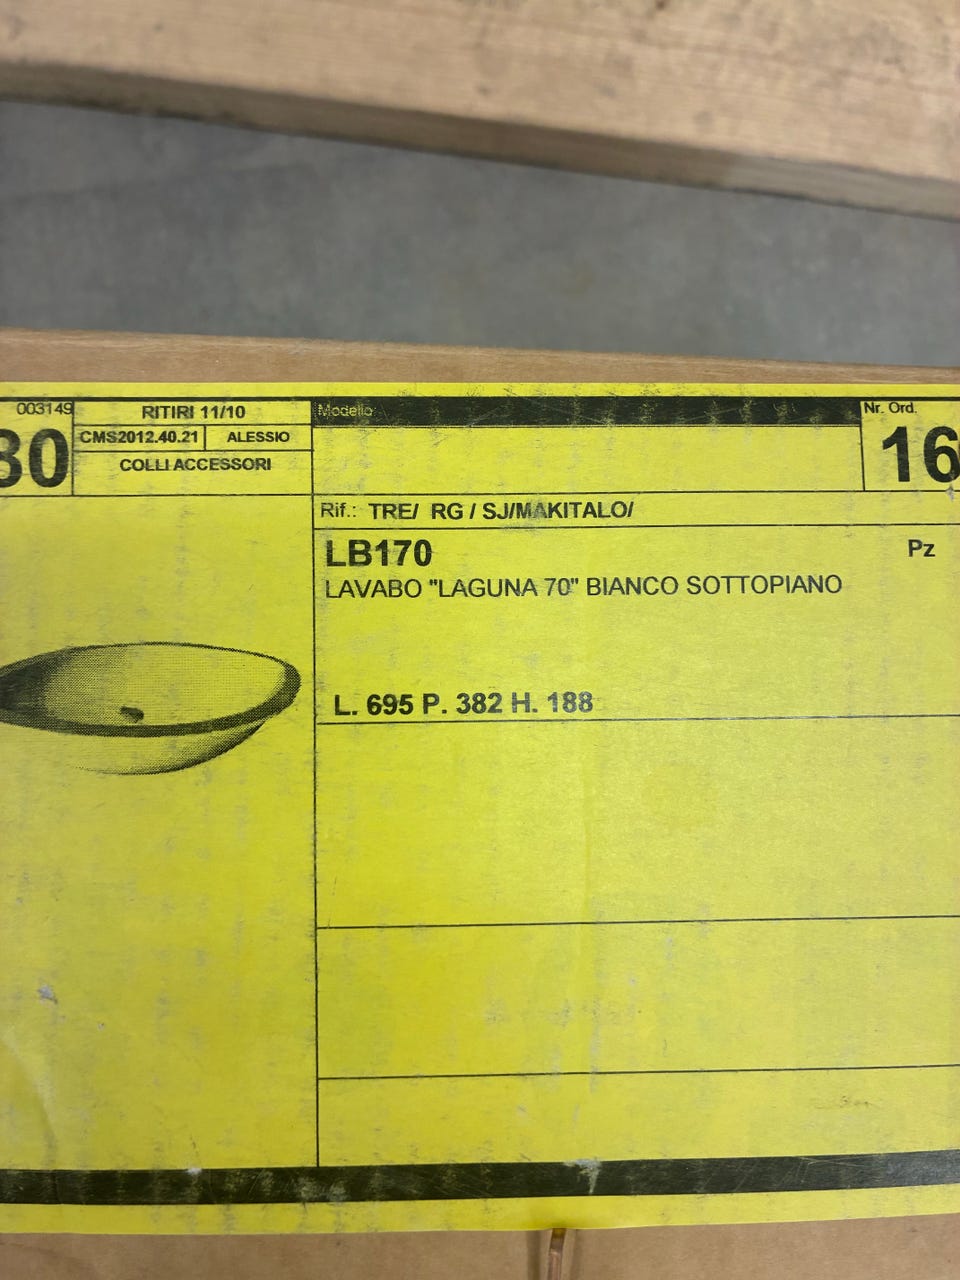 003149
RITIRI 11/10
Modello
Nr. Ord.
30
CMS2012.40.21
ALESSIO
16
COLLI ACCESSORI
Rif.: TRE/ RG / SJ/MAKITALO/
LB170
Pz
LAVABO "LAGUNA 70" BIANCO SOTTOPIANO
L. 695 P. 382 H. 188